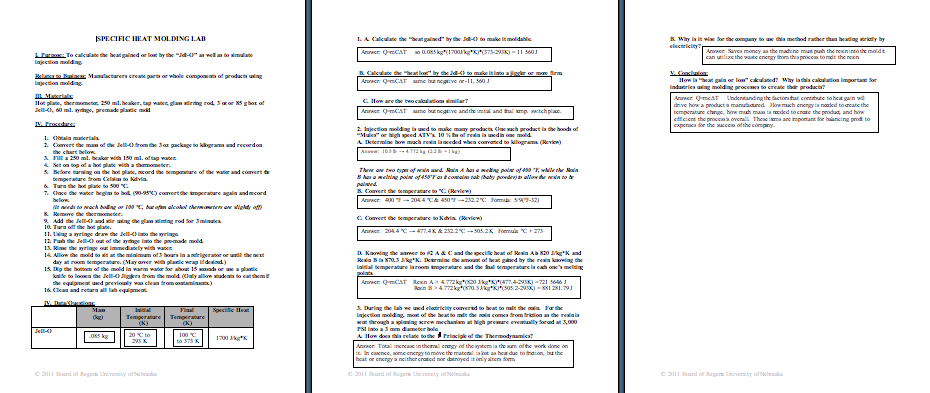 SPECIFIC HEAT MOLDING LAB
I. Purpose: To calculate the heat gained or lost by the "Jell-O" as well as to simulate
injection molding.
Relates to Business: Manufacturers create parts or whole components of products using
injection molding.
III. Materials:
Hot plate, thermometer, 250 mL beaker, tap water, glass stirring rod, 3 oz or 85 g box of
Jell-O, 60 mL syringe, premade plastic mold
IV. Procedure:
1. Obtain materials.
2. Convert the mass of the Jell-O from the 3 oz package to kilograms and record on
the chart below.
3. Fill a 250 mL beaker with 150 mL of tap water.
4. Set on top of a hot plate with a thermometer.
5. Before turning on the hot plate, record the temperature of the water and convert the
temperature from Celsius to Kelvin.
6. Turn the hot plate to 500 °C.
7. Once the water begins to boil (90-95°C) convert the temperature again and record
below.
(it needs to reach boiling or 100 °C, but often alcohol thermometers are slightly off)
8. Remove the thermometer.
9. Add the Jell-O and stir using the glass stirring rod for 3 minutes.
10. Turn off the hot plate.
11. Using a syringe draw the Jell-O into the syringe.
12. Push the Jell-O out of the syringe into the pre-made mold.
13. Rinse the syringe out immediately with water.
14. Allow the mold to sit at the minimum of 3 hours in a refrigerator or until the next
day at room temperature. (May cover with plastic wrap if desired.)
15. Dip the bottom of the mold in warm water for about 15 seconds or use a plastic
knife to loosen the Jell-O Jigglers from the mold. (Only allow students to eat them if
the equipment used previously was clean from contaminants.)
16. Clean and return all lab equipment.
IV. Data/Questions:
Mass (kg) Initial Temperature (K) Final Temperature (K) Specific Heat
Jell-O .085 kg 20 °C to 293 K 100 °C to 373 K 1700 J/kg*K
© 2011 Board of Regents University of Nebraska
1. A. Calculate the "heat gained" by the Jell-O to make it moldable.
Answer: Q=mCΔT so 0.085 kg*(1700J/kg*K)*(373-293K) = 11 560 J
B. Calculate the "heat lost" by the Jell-O to make it into a jiggler or more firm.
Answer: Q=mCΔT same but negative or -11, 560 J
C. How are the two calculations similar?
Answer: Q=mCΔT same but negative and the initial and final temp. switch place.
2. Injection molding is used to make many products. One such product is the hoods of
"Mules" or high speed ATV's. 10 ½ lbs of resin is used in one mold.
A. Determine how much resin is needed when converted to kilograms. (Review)
Answer: 10.5 lb → 4.772 kg (2.2 lb = 1 kg)
There are two types of resin used. Resin A has a melting point of 400 °F, while the Resin
B has a melting point of 450°F as it contains talc (baby powder) to allow the resin to be
painted.
B. Convert the temperature to °C. (Review)
Answer: 400 °F → 204.4 °C & 450 °F → 232.2 °C Formula: 5/9(°F-32)
C. Convert the temperature to Kelvin. (Review)
Answer: 204.4 °C → 477.4 K & 232.2 °C → 505.2 K Formula °C + 273
D. Knowing the answer to #2 A & C and the specific heat of Resin A is 820 J/kg*K and
Resin B is 870.3 J/kg*K. Determine the amount of heat gained by the resin knowing the
initial temperature is room temperature and the final temperature is each one's melting
points.
Answer: Q=mCΔT Resin A > 4.772 kg*(820 J/kg*K)*(477.4-293K) = 721 564.6 J
Resin B > 4.772 kg*(870.3 J/kg*K)*(505.2-293K) = 881 281.79 J
3. During the lab we used electricity converted to heat to melt the resin. For the
injection molding, most of the heat to melt the resin comes from friction as the resin is
sent through a spinning screw mechanism at high pressure eventually forced at 3,000
PSI into a 3 mm diameter hole.
A. How does this relate to the Principle of the Thermodynamics?
Answer: Total increase in thermal energy of the system is the sum of the work done on
it. In essence, some energy to move the material is lost as heat due to friction, but the
heat or energy is neither created nor destroyed it only alters form.
© 2011 Board of Regents University of Nebraska
B. Why is it wise for the company to use this method rather than heating strictly by
electricity?
Answer: Saves money as the machine must push the resin into the mold it
can utilize the waste energy from this process to melt the resin.
V. Conclusion:
How is "heat gain or loss" calculated? Why is this calculation important for
industries using molding processes to create their products?
Answer: Q=mcΔT Understanding the factors that contribute to heat gain will
drive how a product is manufactured. How much energy is needed to create the
temperature change, how much mass is needed to create the product, and how
efficient the process is overall. These items are important for balancing profit to
expenses for the success of the company.
© 2011 Board of Regents University of Nebraska